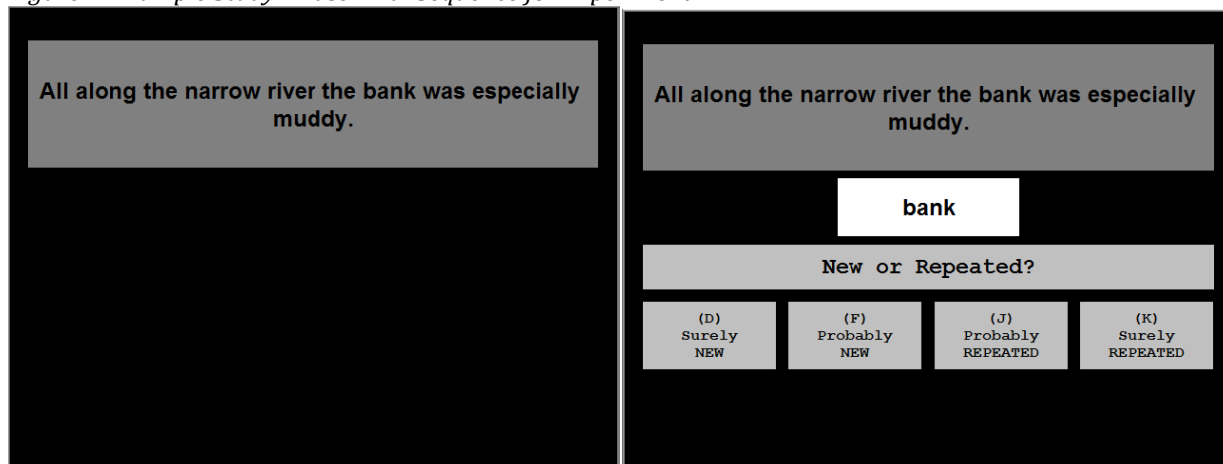 All along the narrow river the bank was especially
muddy.
All along the narrow river the bank was especially
muddy.
bank
New or Repeated?
(D)
Surely
NEW
(F)
Probably
NEW
(J)
Probably
REPEATED
(K)
Surely
REPEATED